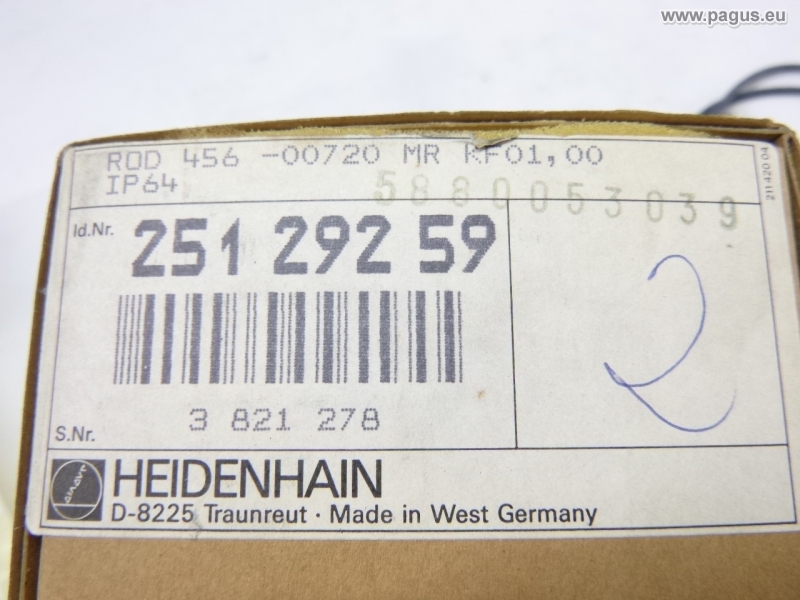 www.pagus.eu
ROD 456 -00720 MR KF01,00
IP64
5880053039
211 420 04
Id.Nr. 251 292 59
2
S.Nr. 3 821 278
HEIDENHAIN
D-8225 Traunreut · Made in West Germany